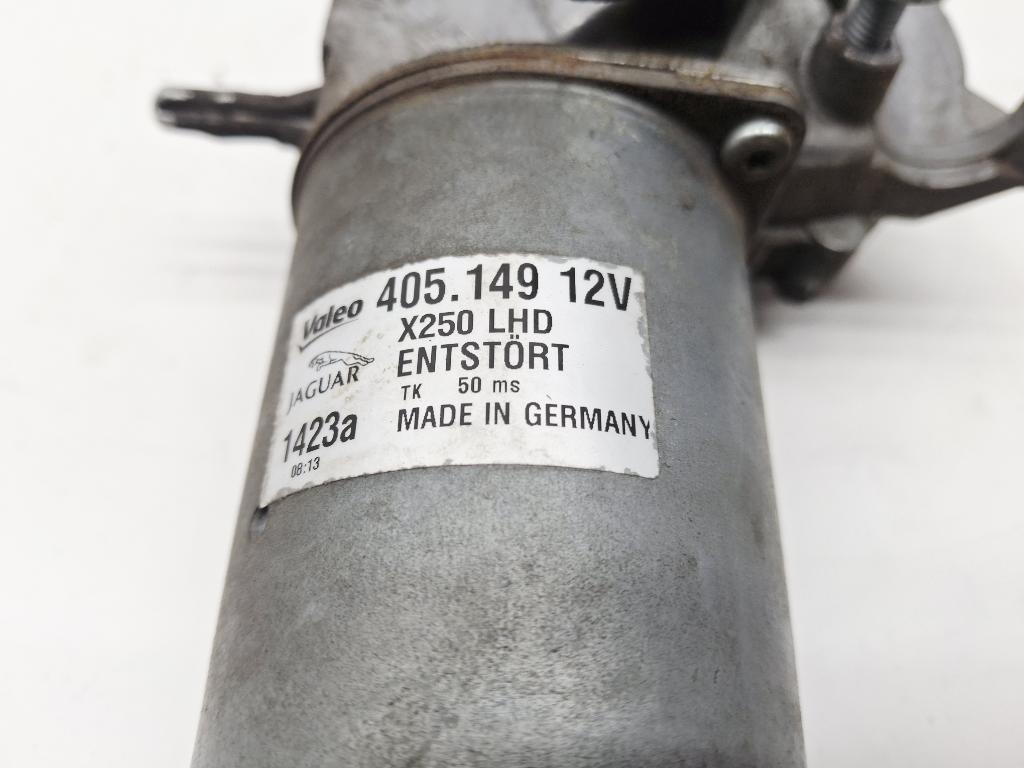 Valeo 405.149 12V
X250 LHD
JAGUAR
ENTSTÖRT
TK 50 ms
1423a
MADE IN GERMANY
08:13